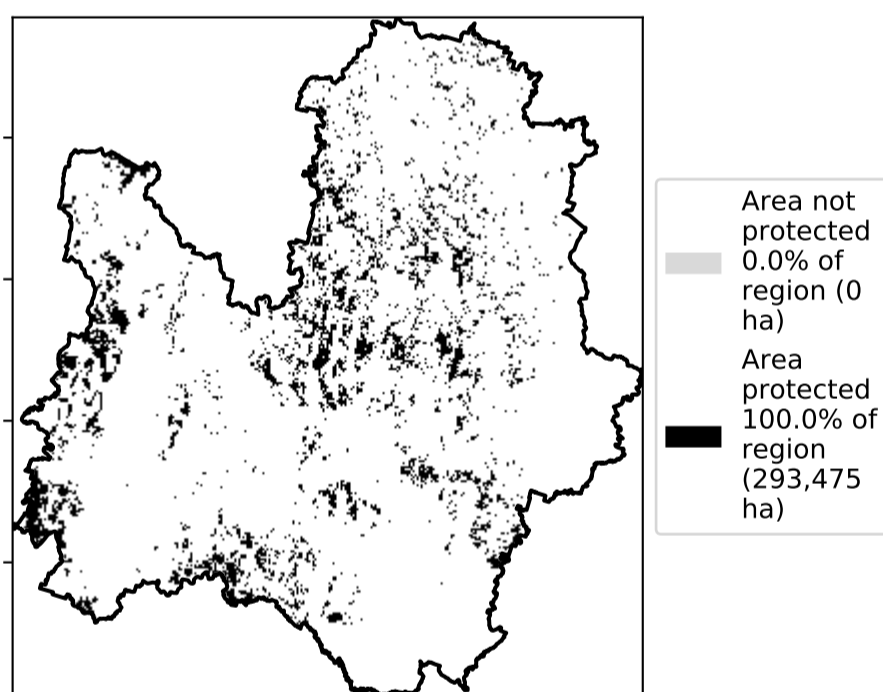 Area not
protected
0.0% of
region (0
ha)
Area
protected
100.0% of
region
(293,475
ha)